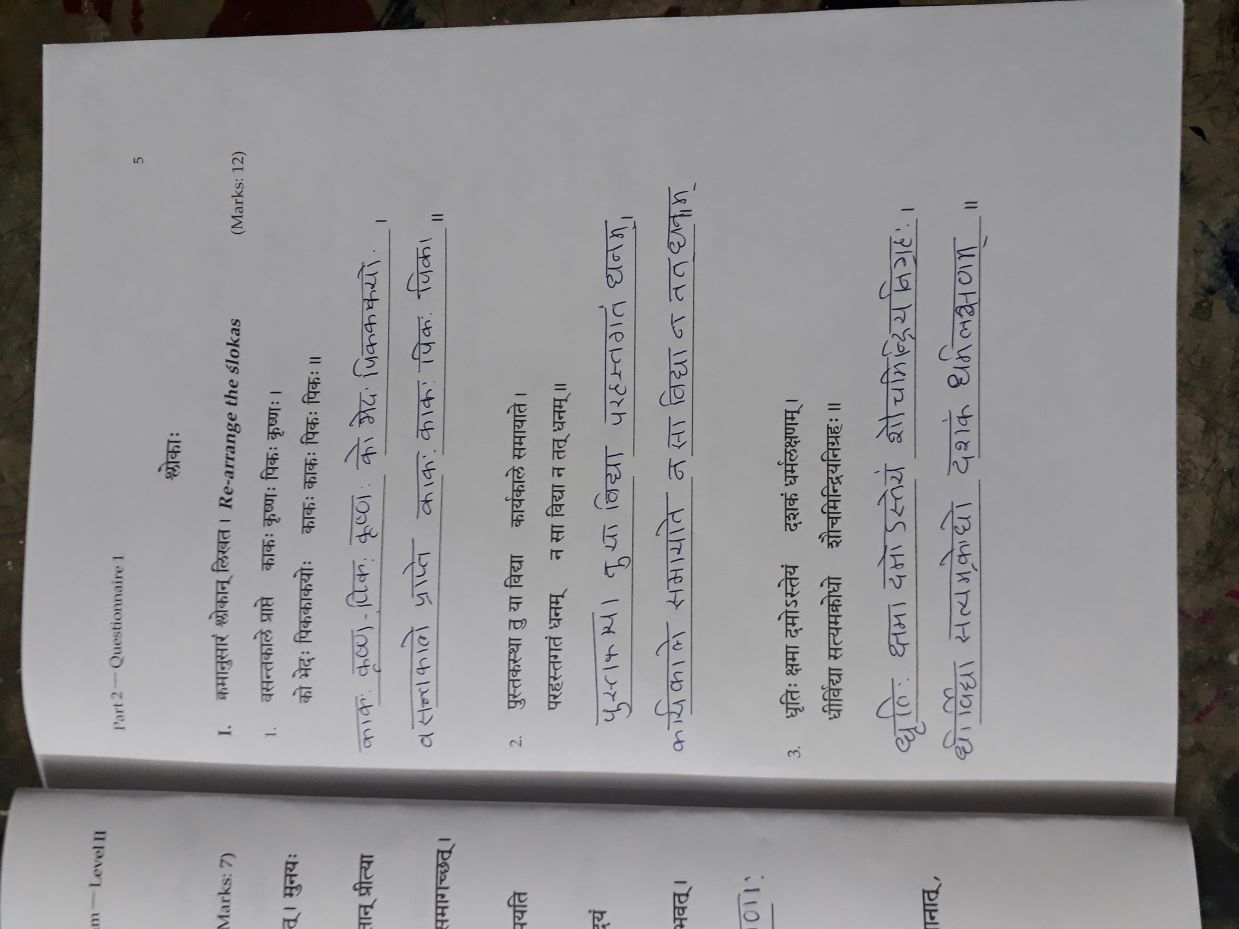 m — Level II
Marks: 7)
त्। मुनयः
तान् प्रीत्या
समागच्छत्।
पयति
द्वयं
भवत्।
णाः
ानात्,
Part 2 — Questionnaire 1
5
श्लोकाः
I. क्रमानुसारं श्लोकान् लिखत। Re-arrange the ślokas (Marks: 12)
1. वसन्तकाले प्राप्ते काकः कृष्णः पिकः कृष्णः।
को भेदः पिककाकयोः काकः काकः पिकः पिकः॥
काकः कृष्ण-पिकः कृष्णः को भेदः पिकककयो।
वसन्तकाले प्राप्ते काकः काकः पिकः पिकः॥
2. पुस्तकस्था तु या विद्या कार्यकाले समायाते।
परहस्तगतं धनम् न सा विद्या न तत् धनम्॥
पुस्तकस्था तु या विद्या परहस्तगतं धनम्।
कार्यकाले समायाते न सा विद्या न तत धनम्॥
3. धृतिः क्षमा दमोऽस्तेयं दशकं धर्मलक्षणम्।
धीर्विद्या सत्यमक्रोधो शौचमिन्द्रियनिग्रहः॥
धृतिः क्षमा दमोऽस्तेयं शौचमिन्द्रियनिग्रहः।
धीर्विद्या सत्यमक्रोधो दशकं धर्मलक्षणम्॥